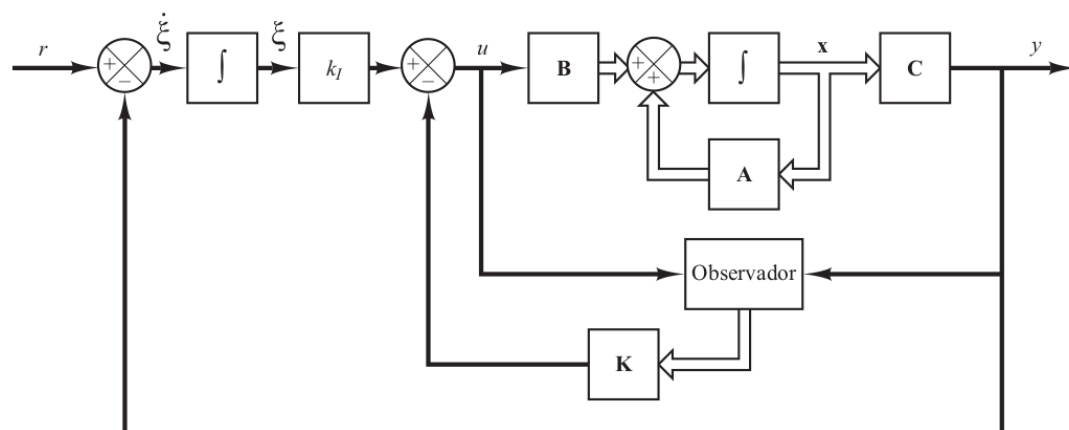 r
+
−
ξ̇
∫
ξ
k_I
+
−
u
B
+
+
∫
x
C
y
A
Observador
K